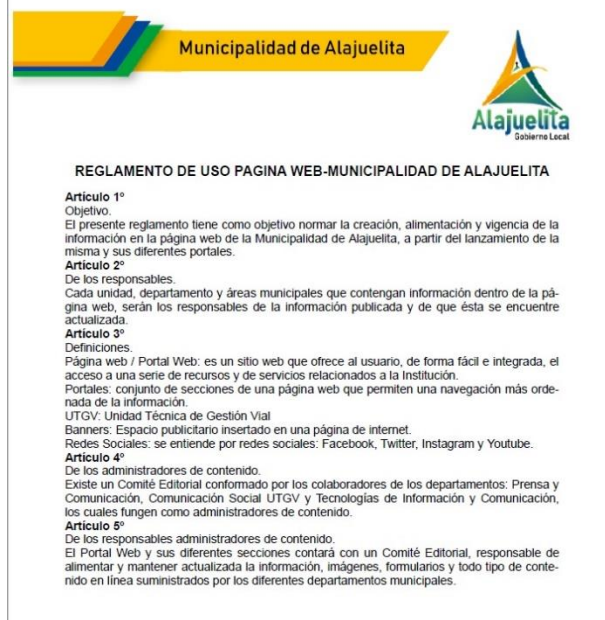 Municipalidad de Alajuelita
Alajuelita
Gobierno Local
REGLAMENTO DE USO PAGINA WEB-MUNICIPALIDAD DE ALAJUELITA
Artículo 1º
Objetivo.
El presente reglamento tiene como objetivo normar la creación, alimentación y vigencia de la
información en la página web de la Municipalidad de Alajuelita, a partir del lanzamiento de la
misma y sus diferentes portales.
Artículo 2º
De los responsables.
Cada unidad, departamento y áreas municipales que contengan información dentro de la pá-
gina web, serán los responsables de la información publicada y de que ésta se encuentre
actualizada.
Artículo 3º
Definiciones.
Página web / Portal Web: es un sitio web que ofrece al usuario, de forma fácil e integrada, el
acceso a una serie de recursos y de servicios relacionados a la Institución.
Portales: conjunto de secciones de una página web que permiten una navegación más orde-
nada de la información.
UTGV: Unidad Técnica de Gestión Vial
Banners: Espacio publicitario insertado en una página de internet.
Redes Sociales: se entiende por redes sociales: Facebook, Twitter, Instagram y Youtube.
Artículo 4º
De los administradores de contenido.
Existe un Comité Editorial conformado por los colaboradores de los departamentos: Prensa y
Comunicación, Comunicación Social UTGV y Tecnologías de Información y Comunicación,
los cuales fungen como administradores de contenido.
Artículo 5º
De los responsables administradores de contenido.
El Portal Web y sus diferentes secciones contará con un Comité Editorial, responsable de
alimentar y mantener actualizada la información, imágenes, formularios y todo tipo de conte-
nido en línea suministrados por los diferentes departamentos municipales.